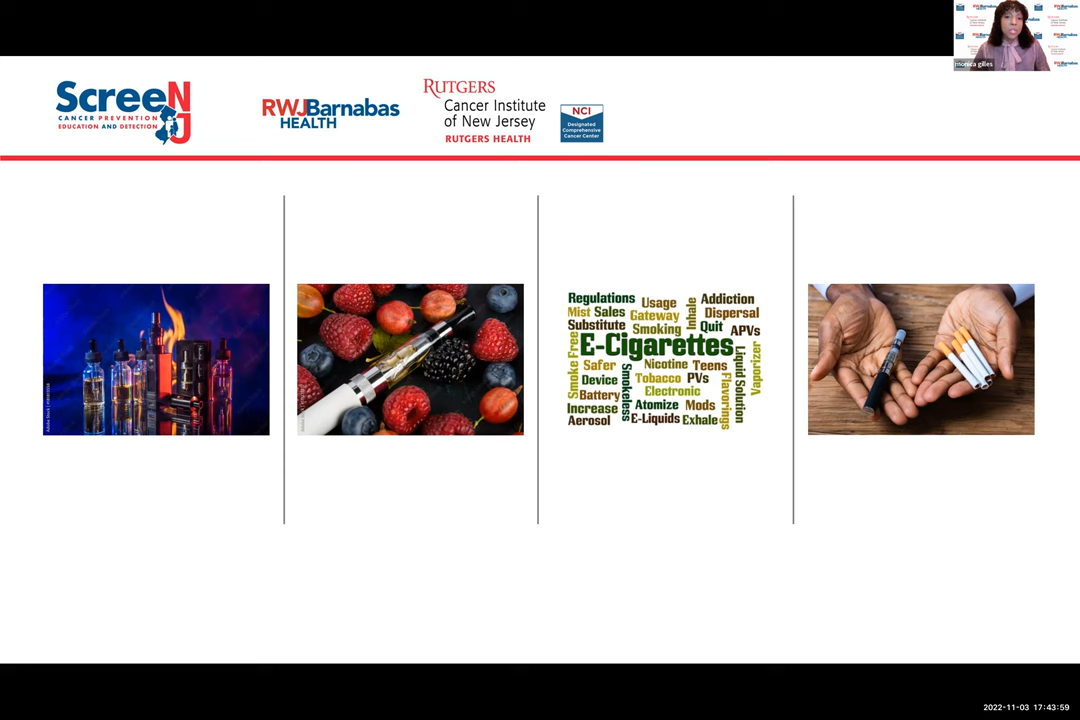 monica gilles
ScreeNJ
CANCER PREVENTION
EDUCATION AND DETECTION
RWJBarnabas
HEALTH
RUTGERS
Cancer Institute
of New Jersey
RUTGERS HEALTH
NCI
Designated
Comprehensive
Cancer Center
Regulations
Usage
Addiction
Mist Sales
Gateway
Inhale
Dispersal
Substitute
Smoking
Quit
APVs
E-Cigarettes
Smoke Free
Safer
Nicotine Teens
Device
Smokeless
Tobacco PVs
Liquid Solution
Vaporizer
Battery
Electronic
Flavorings
Increase
Atomize
Mods
Aerosol
E-Liquids
Exhale
2022-11-03 17:43:59